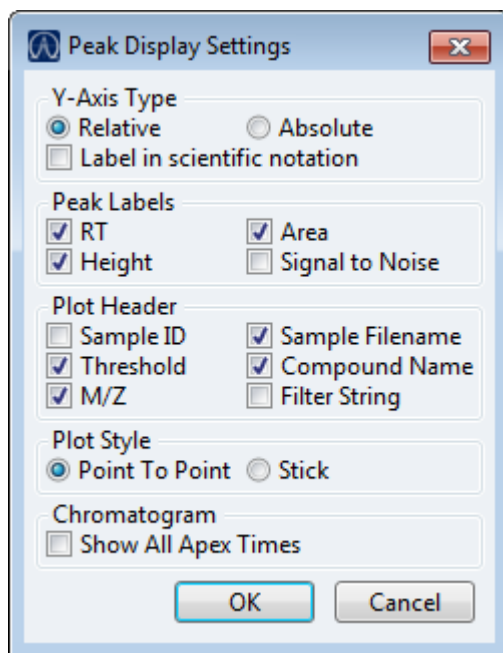 Peak Display Settings
Y-Axis Type
Relative Absolute
Label in scientific notation
Peak Labels
RT Area
Height Signal to Noise
Plot Header
Sample ID Sample Filename
Threshold Compound Name
M/Z Filter String
Plot Style
Point To Point Stick
Chromatogram
Show All Apex Times
OK Cancel